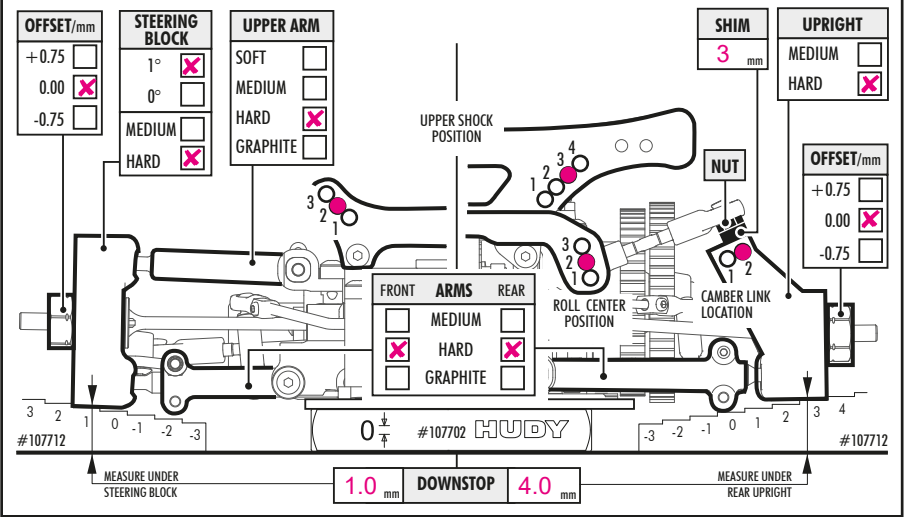 OFFSET/mm
+0.75
0.00
-0.75
STEERING
BLOCK
1°
0°
MEDIUM
HARD
UPPER ARM
SOFT
MEDIUM
HARD
GRAPHITE
UPPER SHOCK
POSITION
SHIM
3 mm
UPRIGHT
MEDIUM
HARD
OFFSET/mm
+0.75
0.00
-0.75
NUT
4
3
2
1
3
2
1
3
2
1
1
2
ROLL CENTER
POSITION
CAMBER LINK
LOCATION
FRONT ARMS REAR
MEDIUM
HARD
GRAPHITE
3 2 1 0 -1 -2 -3
#107712
0 #107702 HUDY
-3 -2 -1 0 1 2 3 4
#107712
MEASURE UNDER
STEERING BLOCK
1.0 mm DOWNSTOP 4.0 mm
MEASURE UNDER
REAR UPRIGHT